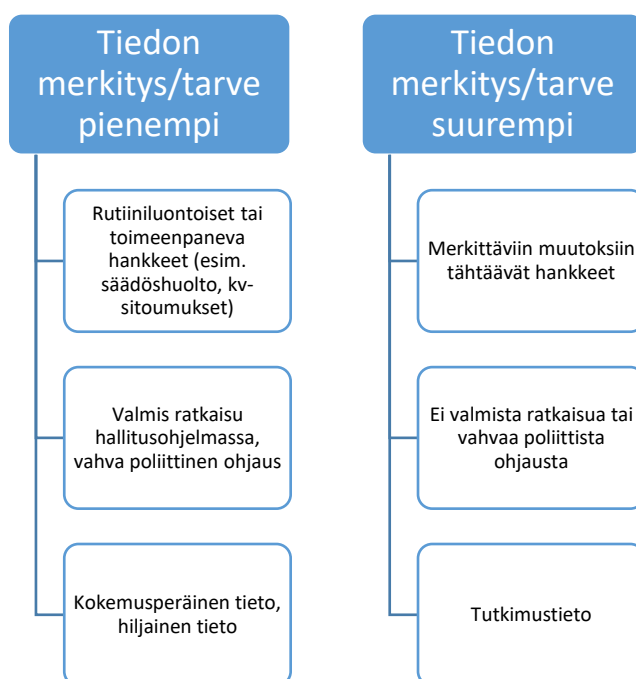 Tiedon
merkitys/tarve
pienempi
Rutiiniluontoiset tai
toimeenpaneva
hankkeet (esim.
säädöshuolto, kv-
sitoumukset)
Valmis ratkaisu
hallitusohjelmassa,
vahva poliittinen ohjaus
Kokemusperäinen tieto,
hiljainen tieto
Tiedon
merkitys/tarve
suurempi
Merkittäviin muutoksiin
tähtäävät hankkeet
Ei valmista ratkaisua tai
vahvaa poliittista
ohjausta
Tutkimustieto